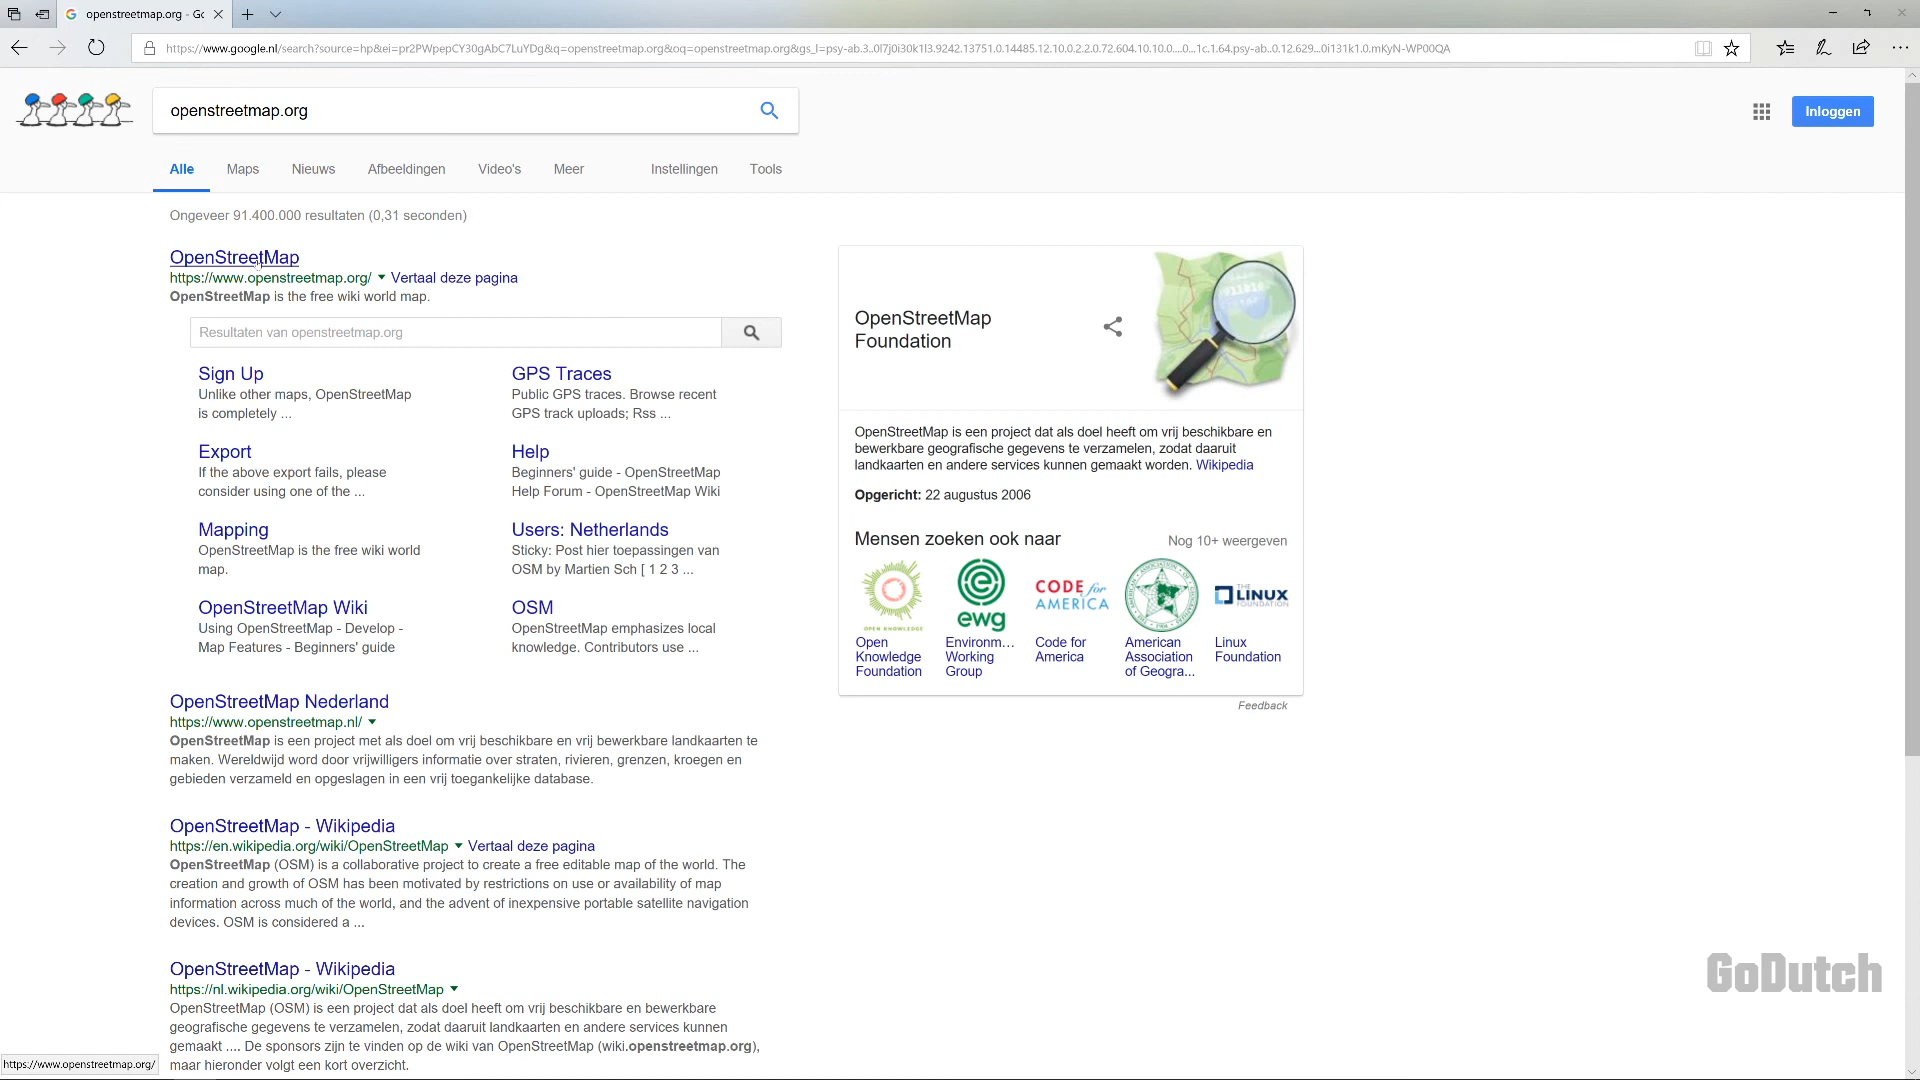 openstreetmap.org - Gc
https://www.google.nl/search?source=hp&ei=pr2PWpepCY30gAbC7LuYDg&q=openstreetmap.org&oq=openstreetmap.org&gs_l=psy-ab.3..0l7j0i30k1l3.9242.13751.0.14485.12.10.0.2.2.0.72.604.10.10.0....0...1c.1.64.psy-ab..0.12.629...0i131k1.0.mKyN-WP00QA
openstreetmap.org
Inloggen
Alle Maps Nieuws Afbeeldingen Video's Meer Instellingen Tools
Ongeveer 91.400.000 resultaten (0,31 seconden)
OpenStreetMap
https://www.openstreetmap.org/ Vertaal deze pagina
OpenStreetMap is the free wiki world map.
Resultaten van openstreetmap.org
Sign Up
Unlike other maps, OpenStreetMap
is completely ...
GPS Traces
Public GPS traces. Browse recent
GPS track uploads; Rss ...
Export
If the above export fails, please
consider using one of the ...
Help
Beginners' guide - OpenStreetMap
Help Forum - OpenStreetMap Wiki
Mapping
OpenStreetMap is the free wiki world
map.
Users: Netherlands
Sticky: Post hier toepassingen van
OSM by Martien Sch [ 1 2 3 ...
OpenStreetMap Wiki
Using OpenStreetMap - Develop -
Map Features - Beginners' guide
OSM
OpenStreetMap emphasizes local
knowledge. Contributors use ...
OpenStreetMap Nederland
https://www.openstreetmap.nl/
OpenStreetMap is een project met als doel om vrij beschikbare en vrij bewerkbare landkaarten te
maken. Wereldwijd word door vrijwilligers informatie over straten, rivieren, grenzen, kroegen en
gebieden verzameld en opgeslagen in een vrij toegankelijke database.
OpenStreetMap - Wikipedia
https://en.wikipedia.org/wiki/OpenStreetMap Vertaal deze pagina
OpenStreetMap (OSM) is a collaborative project to create a free editable map of the world. The
creation and growth of OSM has been motivated by restrictions on use or availability of map
information across much of the world, and the advent of inexpensive portable satellite navigation
devices. OSM is considered a ...
OpenStreetMap - Wikipedia
https://nl.wikipedia.org/wiki/OpenStreetMap
OpenStreetMap (OSM) is een project dat als doel heeft om vrij beschikbare en bewerkbare
geografische gegevens te verzamelen, zodat daaruit landkaarten en andere services kunnen
gemaakt .... De sponsors zijn te vinden op de wiki van OpenStreetMap (wiki.openstreetmap.org),
maar hieronder volgt een kort overzicht.
https://www.openstreetmap.org/
OpenStreetMap
Foundation
OpenStreetMap is een project dat als doel heeft om vrij beschikbare en
bewerkbare geografische gegevens te verzamelen, zodat daaruit
landkaarten en andere services kunnen gemaakt worden. Wikipedia
Opgericht: 22 augustus 2006
Mensen zoeken ook naar
Nog 10+ weergeven
OPEN KNOWLEDGE
ewg
CODE for
AMERICA
THE
LINUX
FOUNDATION
Open
Knowledge
Foundation
Environm...
Working
Group
Code for
America
American
Association
of Geogra...
Linux
Foundation
Feedback
GoDutch